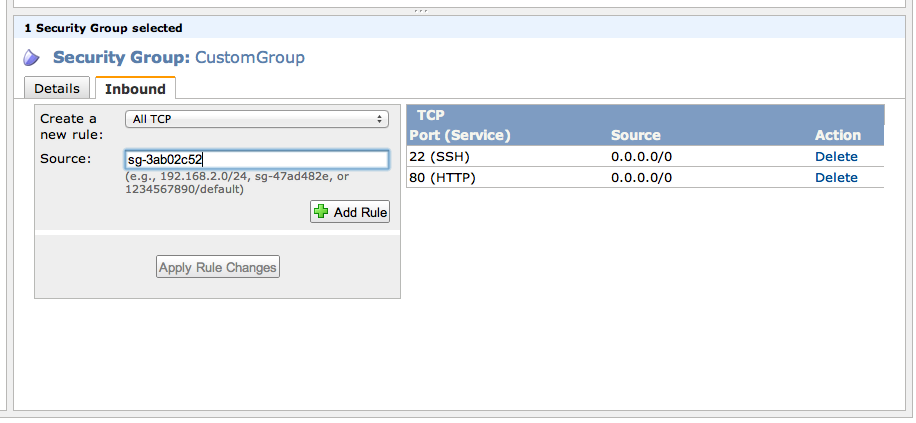 1 Security Group selected
Security Group: CustomGroup
Details Inbound
Create a new rule: All TCP
Source: sg-3ab02c52
(e.g., 192.168.2.0/24, sg-47ad482e, or
1234567890/default)
Add Rule
Apply Rule Changes
TCP
Port (Service) Source Action
22 (SSH) 0.0.0.0/0 Delete
80 (HTTP) 0.0.0.0/0 Delete